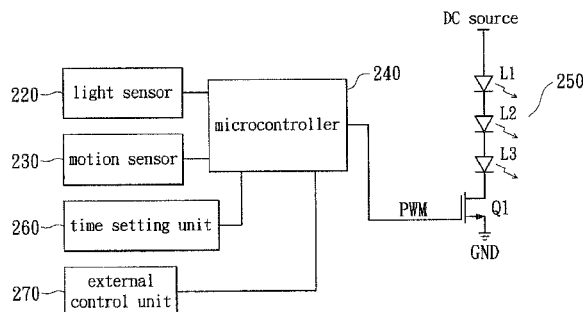 DC source
L1
L2
L3
250
240
220
light sensor
microcontroller
230
motion sensor
260
time setting unit
PWM
Q1
GND
270
external
control unit